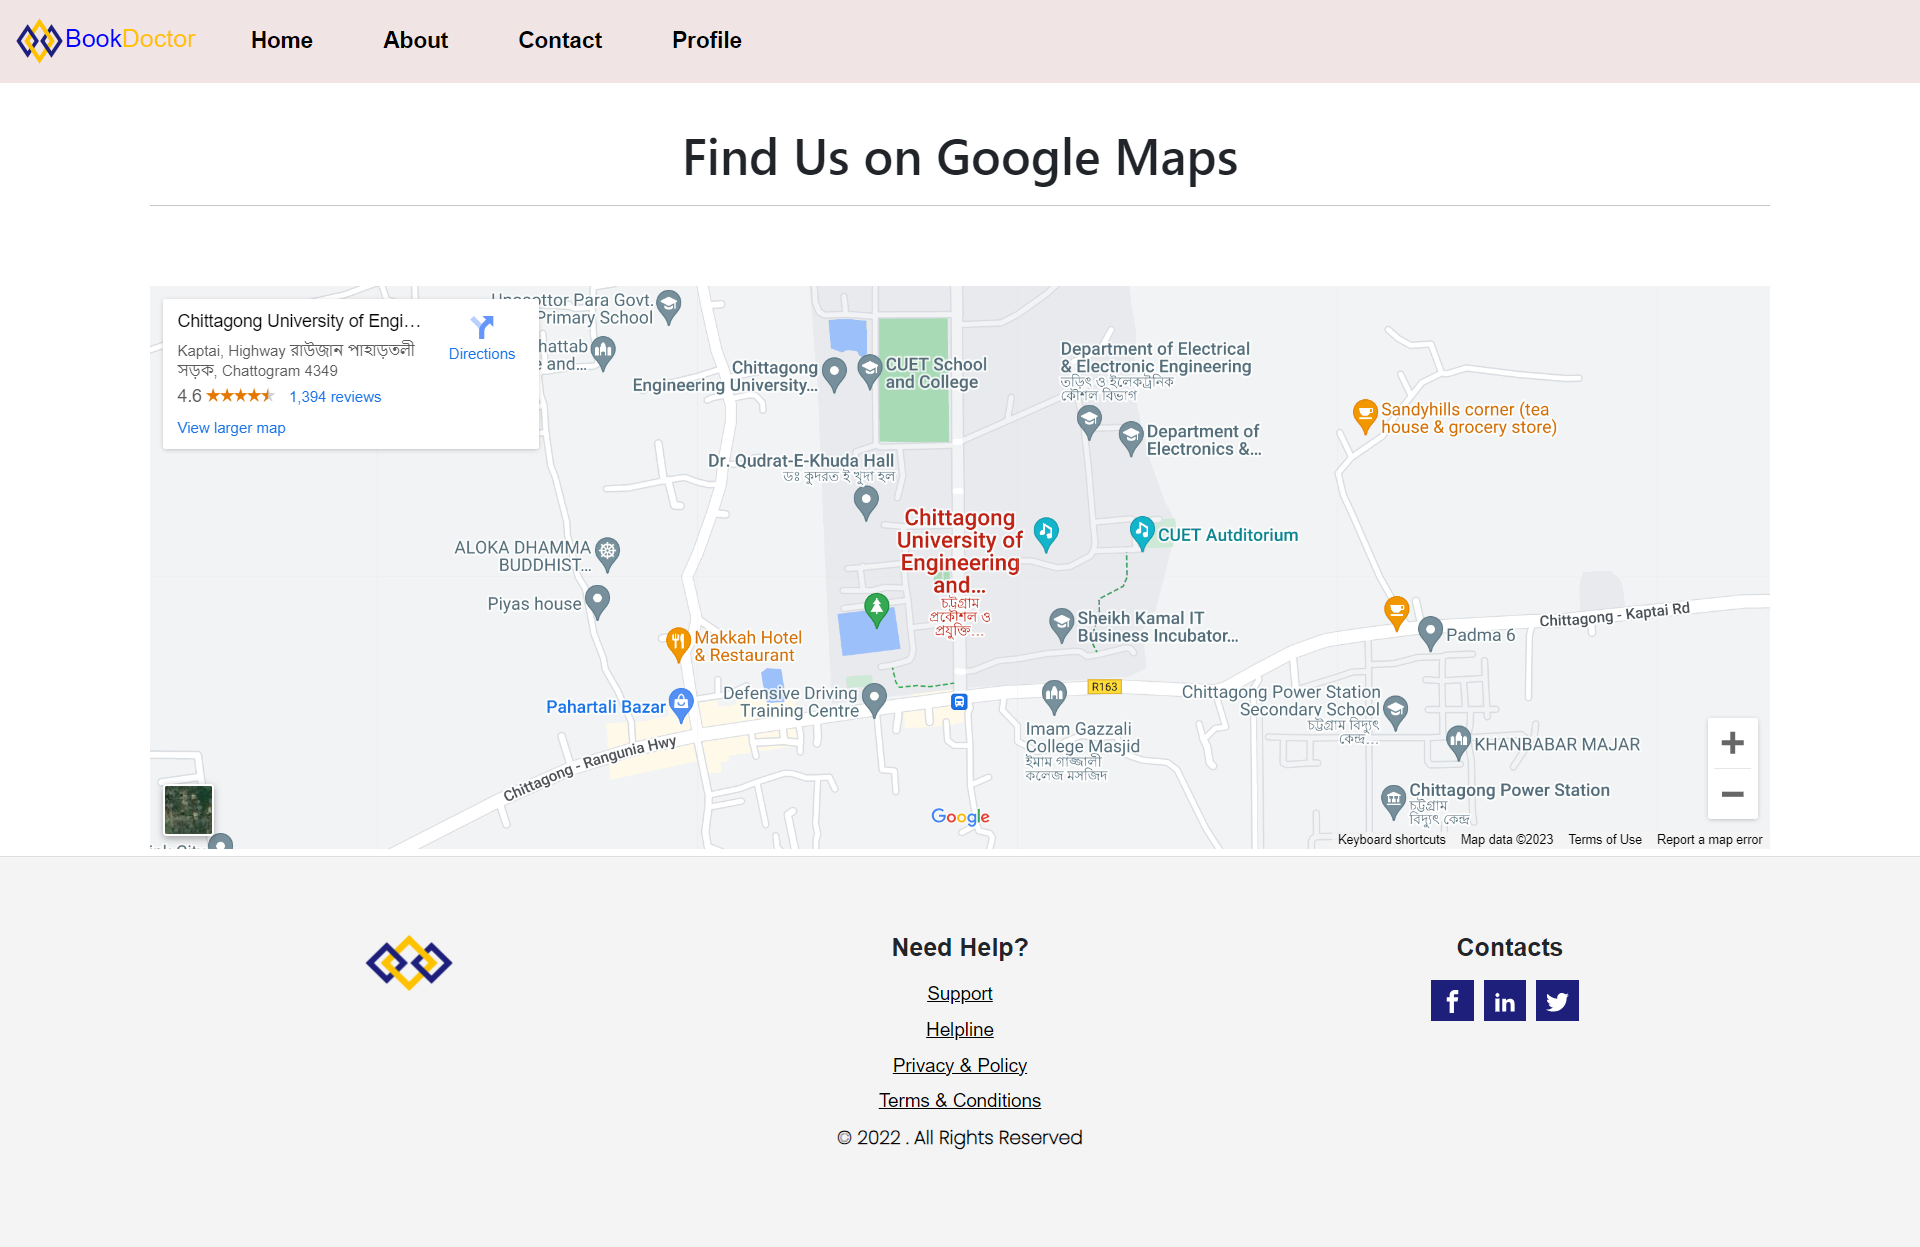 BookDoctor
Home
About
Contact
Profile
Find Us on Google Maps
Chittagong University of Engi...
Kaptai, Highway রাউজান পাহাড়তলী
সড়ক, Chattogram 4349
4.6
1,394 reviews
View larger map
Directions
Para Govt.
Primary School
CUET School
and College
Chittagong
Engineering University...
Department of Electrical
& Electronic Engineering
তড়িৎ ও ইলেকট্রনিক
কৌশল বিভাগ
Department of
Electronics &...
Sandyhills corner (tea
house & grocery store)
Dr. Qudrat-E-Khuda Hall
ডঃ কুদরত ই খুদা হল
Chittagong
University of
Engineering
and...
চট্টগ্রাম
প্রকৌশল ও
প্রযুক্তি...
CUET Autditorium
ALOKA DHAMMA
BUDDHIST...
Piyas house
Makkah Hotel
& Restaurant
Sheikh Kamal IT
Business Incubator...
Chittagong - Kaptai Rd
Padma 6
Pahartali Bazar
Defensive Driving
Training Centre
R163
Chittagong Power Station
Secondary School
চট্টগ্রাম বিদ্যুৎ
কেন্দ্র...
Imam Gazzali
College Masjid
ইমাম গাজ্জালী
কলেজ মসজিদ
KHANBABAR MAJAR
Chittagong - Rangunia Hwy
Chittagong Power Station
চট্টগ্রাম
বিদ্যুৎ কেন্দ্র
Google
Keyboard shortcuts
Map data ©2023
Terms of Use
Report a map error
Need Help?
Support
Helpline
Privacy & Policy
Terms & Conditions
© 2022 . All Rights Reserved
Contacts